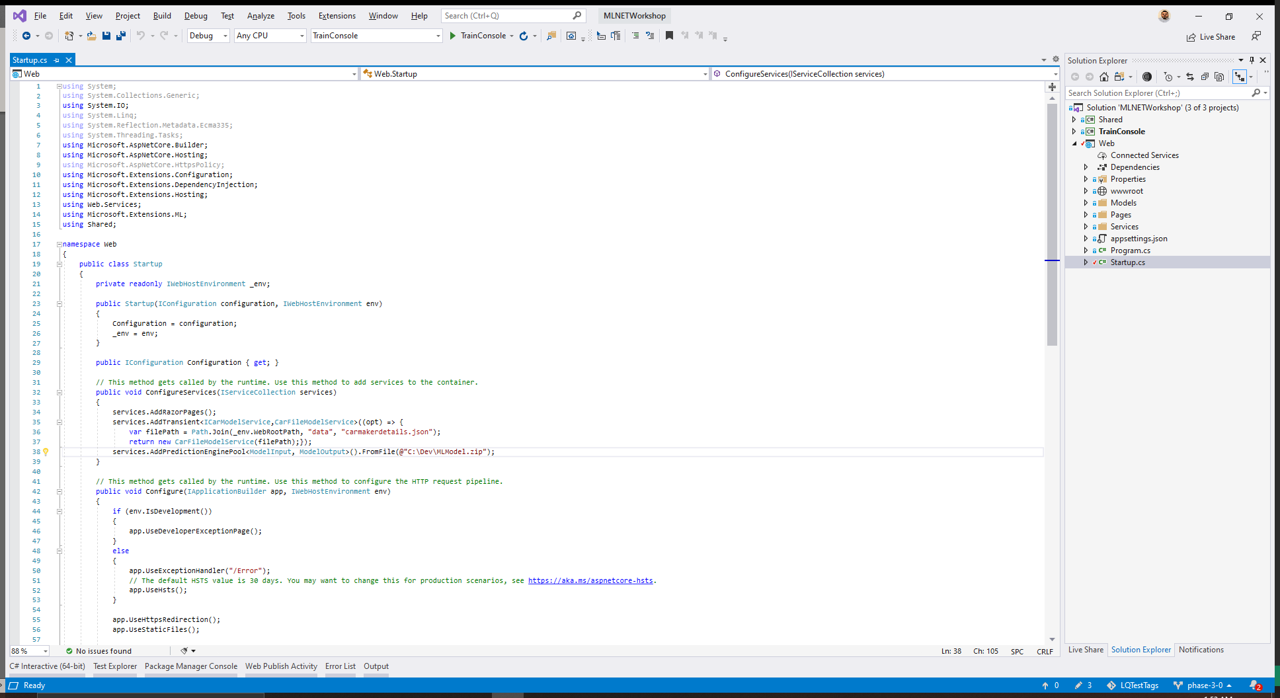 File Edit View Project Build Debug Test Analyze Tools Extensions Window Help Search (Ctrl+Q) MLNETWorkshop
Debug Any CPU TrainConsole TrainConsole Live Share
Startup.cs
Web Web.Startup ConfigureServices(IServiceCollection services)
1 using System;
2 using System.Collections.Generic;
3 using System.IO;
4 using System.Linq;
5 using System.Reflection.Metadata.Ecma335;
6 using System.Threading.Tasks;
7 using Microsoft.AspNetCore.Builder;
8 using Microsoft.AspNetCore.Hosting;
9 using Microsoft.AspNetCore.HttpsPolicy;
10 using Microsoft.Extensions.Configuration;
11 using Microsoft.Extensions.DependencyInjection;
12 using Microsoft.Extensions.Hosting;
13 using Web.Services;
14 using Microsoft.Extensions.ML;
15 using Shared;
16
17 namespace Web
18 {
19 public class Startup
20 {
21 private readonly IWebHostEnvironment _env;
22
23 public Startup(IConfiguration configuration, IWebHostEnvironment env)
24 {
25 Configuration = configuration;
26 _env = env;
27 }
28
29 public IConfiguration Configuration { get; }
30
31 // This method gets called by the runtime. Use this method to add services to the container.
32 public void ConfigureServices(IServiceCollection services)
33 {
34 services.AddRazorPages();
35 services.AddTransient<ICarModelService,CarFileModelService>((opt) => {
36 var filePath = Path.Join(_env.WebRootPath, "data", "carmakerdetails.json");
37 return new CarFileModelService(filePath);});
38 services.AddPredictionEnginePool<ModelInput, ModelOutput>().FromFile(@"C:\Dev\MLModel.zip");
39 }
40
41 // This method gets called by the runtime. Use this method to configure the HTTP request pipeline.
42 public void Configure(IApplicationBuilder app, IWebHostEnvironment env)
43 {
44 if (env.IsDevelopment())
45 {
46 app.UseDeveloperExceptionPage();
47 }
48 else
49 {
50 app.UseExceptionHandler("/Error");
51 // The default HSTS value is 30 days. You may want to change this for production scenarios, see https://aka.ms/aspnetcore-hsts.
52 app.UseHsts();
53 }
54
55 app.UseHttpsRedirection();
56 app.UseStaticFiles();
57
88 % No issues found Ln: 38 Ch: 105 SPC CRLF
C# Interactive (64-bit) Test Explorer Package Manager Console Web Publish Activity Error List Output
Solution Explorer
Search Solution Explorer (Ctrl+;)
Solution 'MLNETWorkshop' (3 of 3 projects)
Shared
TrainConsole
Web
Connected Services
Dependencies
Properties
wwwroot
Models
Pages
Services
appsettings.json
Program.cs
Startup.cs
Live Share Solution Explorer Notifications
Ready 0 3 LQTestTags phase-3-0 2